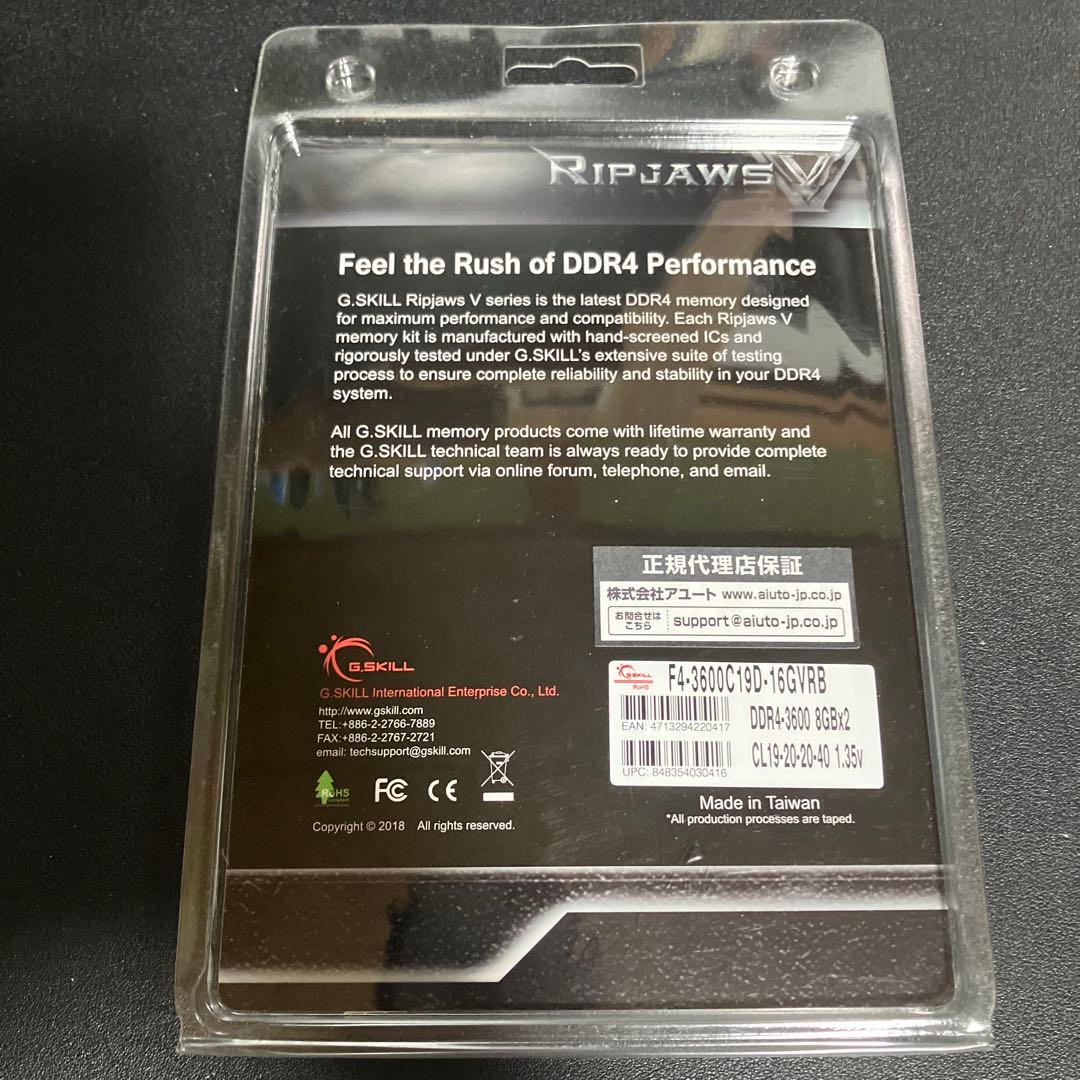 RIPJAWS V
Feel the Rush of DDR4 Performance
G.SKILL Ripjaws V series is the latest DDR4 memory designed
for maximum performance and compatibility. Each Ripjaws V
memory kit is manufactured with hand-screened ICs and
rigorously tested under G.SKILL's extensive suite of testing
process to ensure complete reliability and stability in your DDR4
system.
All G.SKILL memory products come with lifetime warranty and
the G.SKILL technical team is always ready to provide complete
technical support via online forum, telephone, and email.
正規代理店保証
株式会社アユート www.aiuto-jp.co.jp
お問合せは
こちら
support@aiuto-jp.co.jp
G.SKILL
G.SKILL International Enterprise Co., Ltd.
http://www.gskill.com
TEL:+886-2-2766-7889
FAX:+886-2-2767-2721
email: techsupport@gskill.com
RoHS
FC CE
Copyright © 2018 All rights reserved.
G.SKILL
RoHS
F4-3600C19D-16GVRB
EAN: 4713294220417
DDR4-3600 8GBx2
CL19-20-20-40 1.35v
UPC: 848354030416
Made in Taiwan
*All production processes are taped.